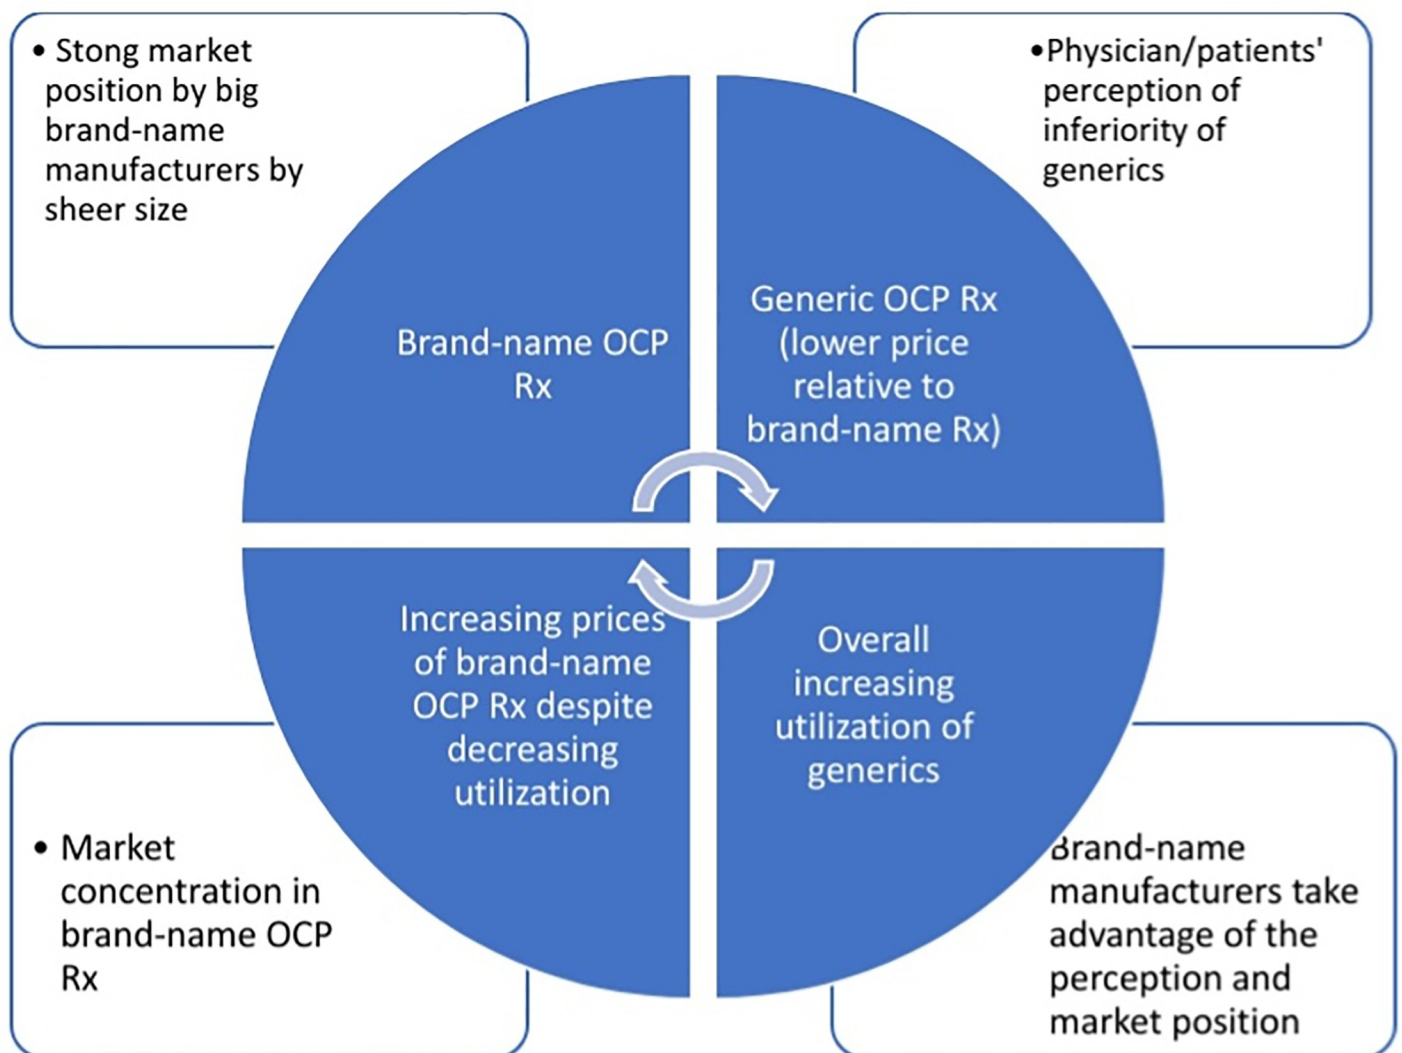 • Stong market
position by big
brand-name
manufacturers by
sheer size
•Physician/patients'
perception of
inferiority of
generics
Brand-name OCP
Rx
Generic OCP Rx
(lower price
relative to
brand-name Rx)
Increasing prices
of brand-name
OCP Rx despite
decreasing
utilization
Overall
increasing
utilization of
generics
• Market
concentration in
brand-name OCP
Rx
Brand-name
manufacturers take
advantage of the
perception and
market position